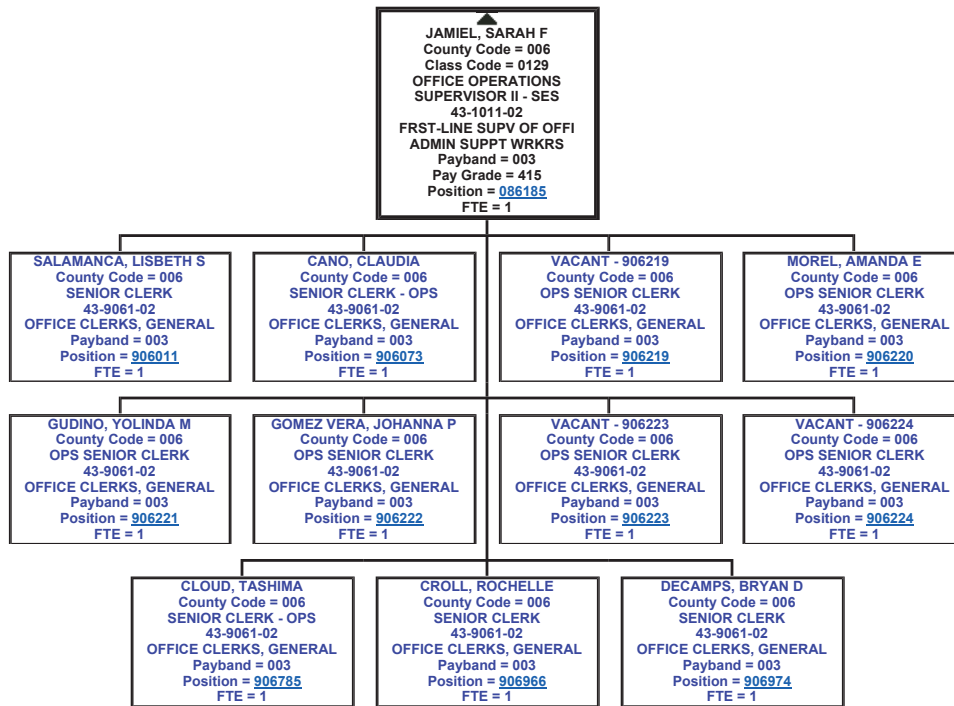 JAMIEL, SARAH F
County Code = 006
Class Code = 0129
OFFICE OPERATIONS
SUPERVISOR II - SES
43-1011-02
FRST-LINE SUPV OF OFFI
ADMIN SUPPT WRKRS
Payband = 003
Pay Grade = 415
Position = 086185
FTE = 1
SALAMANCA, LISBETH S
County Code = 006
SENIOR CLERK
43-9061-02
OFFICE CLERKS, GENERAL
Payband = 003
Position = 906011
FTE = 1
CANO, CLAUDIA
County Code = 006
SENIOR CLERK - OPS
43-9061-02
OFFICE CLERKS, GENERAL
Payband = 003
Position = 906073
FTE = 1
VACANT - 906219
County Code = 006
OPS SENIOR CLERK
43-9061-02
OFFICE CLERKS, GENERAL
Payband = 003
Position = 906219
FTE = 1
MOREL, AMANDA E
County Code = 006
OPS SENIOR CLERK
43-9061-02
OFFICE CLERKS, GENERAL
Payband = 003
Position = 906220
FTE = 1
GUDINO, YOLINDA M
County Code = 006
OPS SENIOR CLERK
43-9061-02
OFFICE CLERKS, GENERAL
Payband = 003
Position = 906221
FTE = 1
GOMEZ VERA, JOHANNA P
County Code = 006
OPS SENIOR CLERK
43-9061-02
OFFICE CLERKS, GENERAL
Payband = 003
Position = 906222
FTE = 1
VACANT - 906223
County Code = 006
OPS SENIOR CLERK
43-9061-02
OFFICE CLERKS, GENERAL
Payband = 003
Position = 906223
FTE = 1
VACANT - 906224
County Code = 006
OPS SENIOR CLERK
43-9061-02
OFFICE CLERKS, GENERAL
Payband = 003
Position = 906224
FTE = 1
CLOUD, TASHIMA
County Code = 006
SENIOR CLERK - OPS
43-9061-02
OFFICE CLERKS, GENERAL
Payband = 003
Position = 906785
FTE = 1
CROLL, ROCHELLE
County Code = 006
SENIOR CLERK
43-9061-02
OFFICE CLERKS, GENERAL
Payband = 003
Position = 906966
FTE = 1
DECAMPS, BRYAN D
County Code = 006
SENIOR CLERK
43-9061-02
OFFICE CLERKS, GENERAL
Payband = 003
Position = 906974
FTE = 1